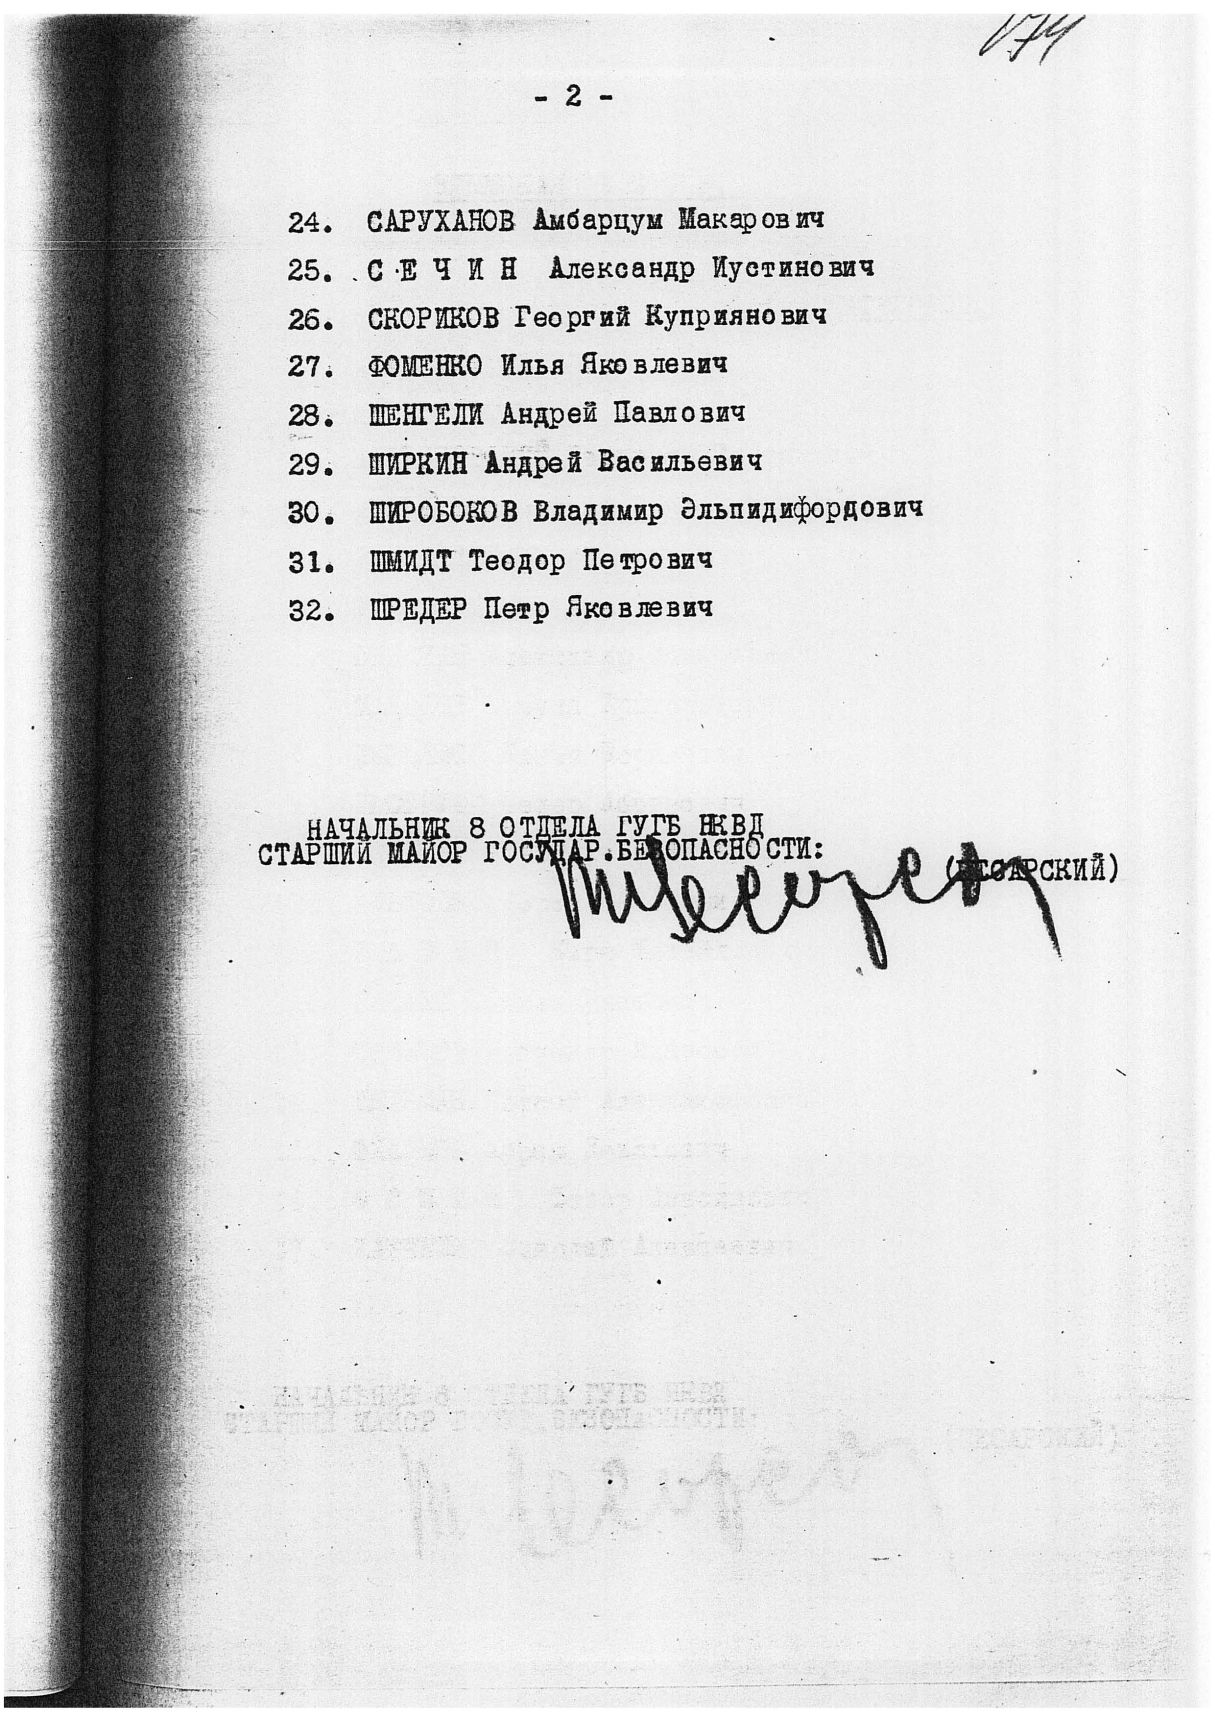 174
- 2 -
24. САРУХАНОВ Амбарцум Макарович
25. С Е Ч И Н Александр Иустинович
26. СКОРИКОВ Георгий Куприянович
27. ФОМЕНКО Илья Яковлевич
28. ШЕНГЕЛИ Андрей Павлович
29. ШИРКИН Андрей Васильевич
30. ШИРОБОКОВ Владимир Эльпидифордович
31. ШМИДТ Теодор Петрович
32. ШРЕДЕР Петр Яковлевич
НАЧАЛЬНИК 8 ОТДЕЛА ГУГБ НКВД
СТАРШИЙ МАЙОР ГОСУДАР.БЕЗОПАСНОСТИ:
(ЦЕСАРСКИЙ)